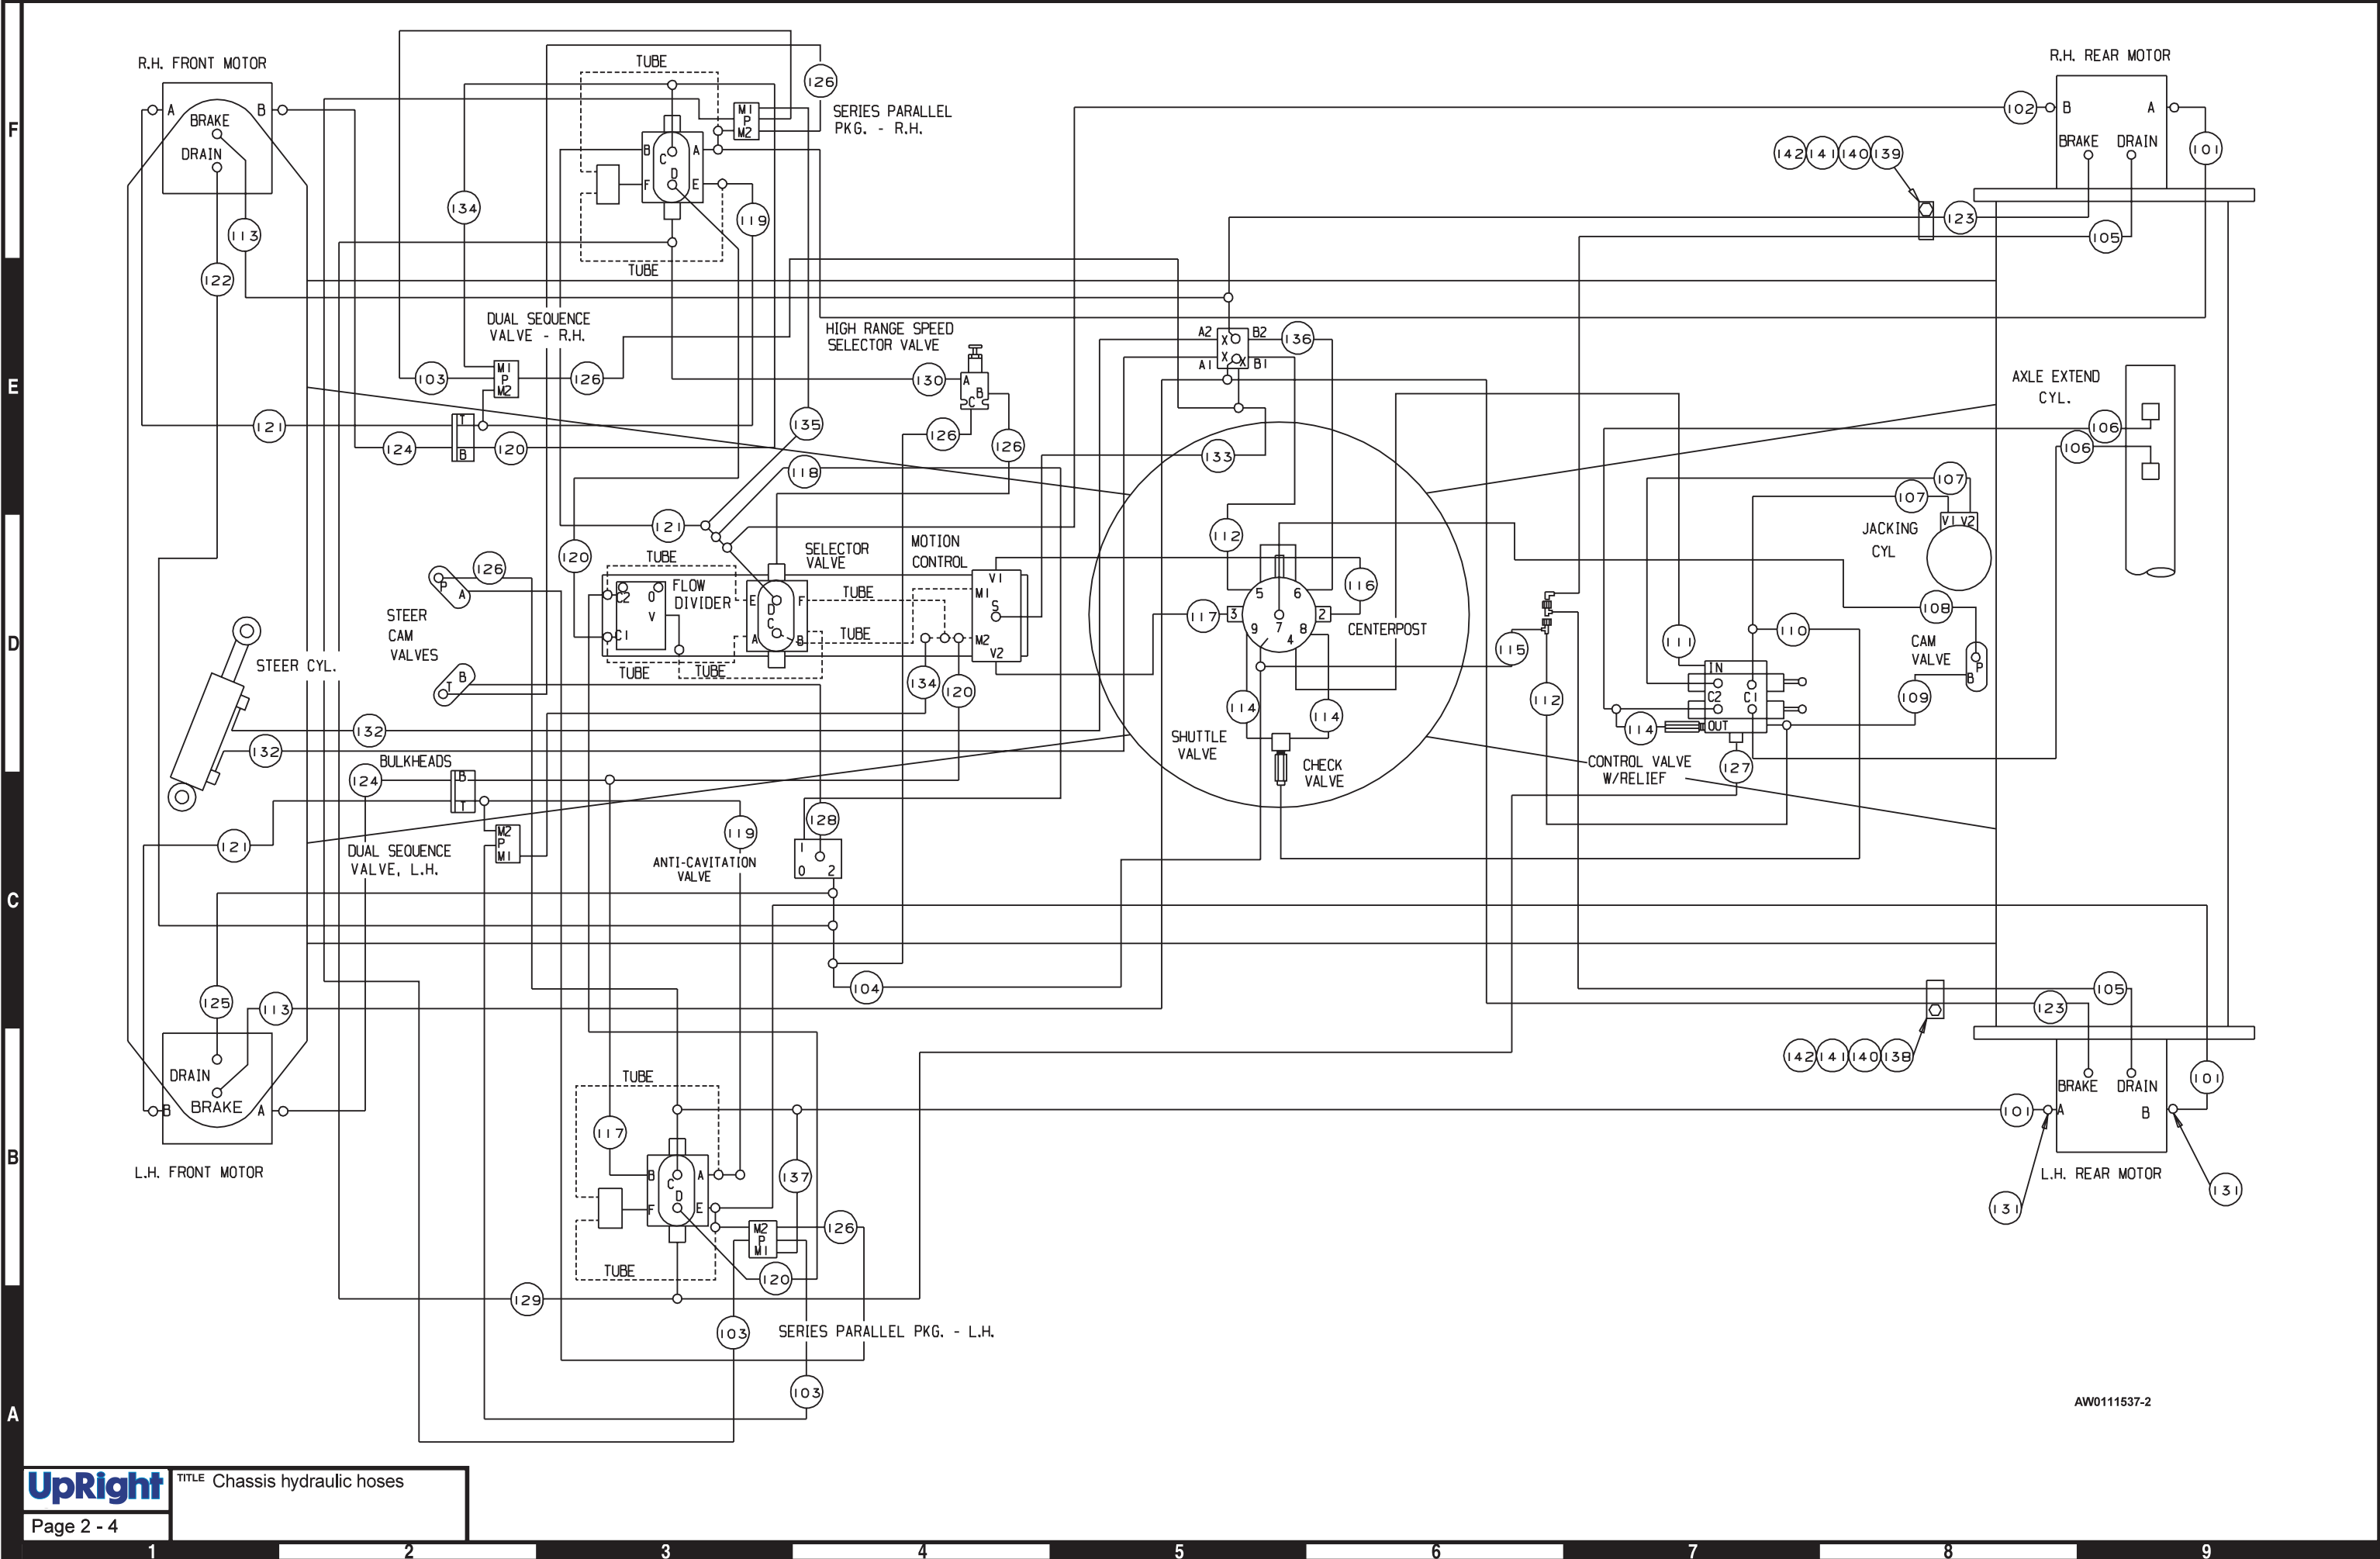 R.H. FRONT MOTOR
A
B
BRAKE
DRAIN
113
122
TUBE
126
M1
P
M2
SERIES PARALLEL
PKG. - R.H.
B
C
A
F
D
E
134
119
TUBE
R.H. REAR MOTOR
102
B
A
BRAKE
DRAIN
101
142
141
140
139
123
105
DUAL SEQUENCE
VALVE - R.H.
103
M1
P
M2
126
HIGH RANGE SPEED
SELECTOR VALVE
130
A
B
C
126
126
A2
B2
136
A1
B1
X
X
X
AXLE EXTEND
CYL.
106
106
121
T
B
124
120
135
118
133
121
120
112
107
107
V1 V2
JACKING
CYL
126
P
A
STEER
CAM
VALVES
B
T
TUBE
C2
O
V
C1
FLOW
DIVIDER
TUBE
TUBE
SELECTOR
VALVE
E
D
F
A
C
B
TUBE
TUBE
MOTION
CONTROL
V1
M1
S
M2
V2
134
120
117
116
5
6
3
2
9
7
8
4
CENTERPOST
115
112
111
110
108
CAM
VALVE
P
B
109
IN
C2
C1
OUT
114
127
CONTROL VALVE
W/RELIEF
114
114
SHUTTLE
VALVE
CHECK
VALVE
STEER CYL.
132
132
BULKHEADS
124
B
T
121
M2
P
M1
DUAL SEQUENCE
VALVE, L.H.
119
ANTI-CAVITATION
VALVE
128
1
0
2
104
125
113
DRAIN
BRAKE
B
A
L.H. FRONT MOTOR
TUBE
117
B
C
A
D
F
E
137
M2
P
M1
126
120
TUBE
129
103
SERIES PARALLEL PKG. - L.H.
103
105
123
142
141
140
138
BRAKE
DRAIN
101
101
A
B
L.H. REAR MOTOR
131
131
AW0111537-2
UpRight
TITLE Chassis hydraulic hoses
Page 2 - 4
F
E
D
C
B
A
1
2
3
4
5
6
7
8
9